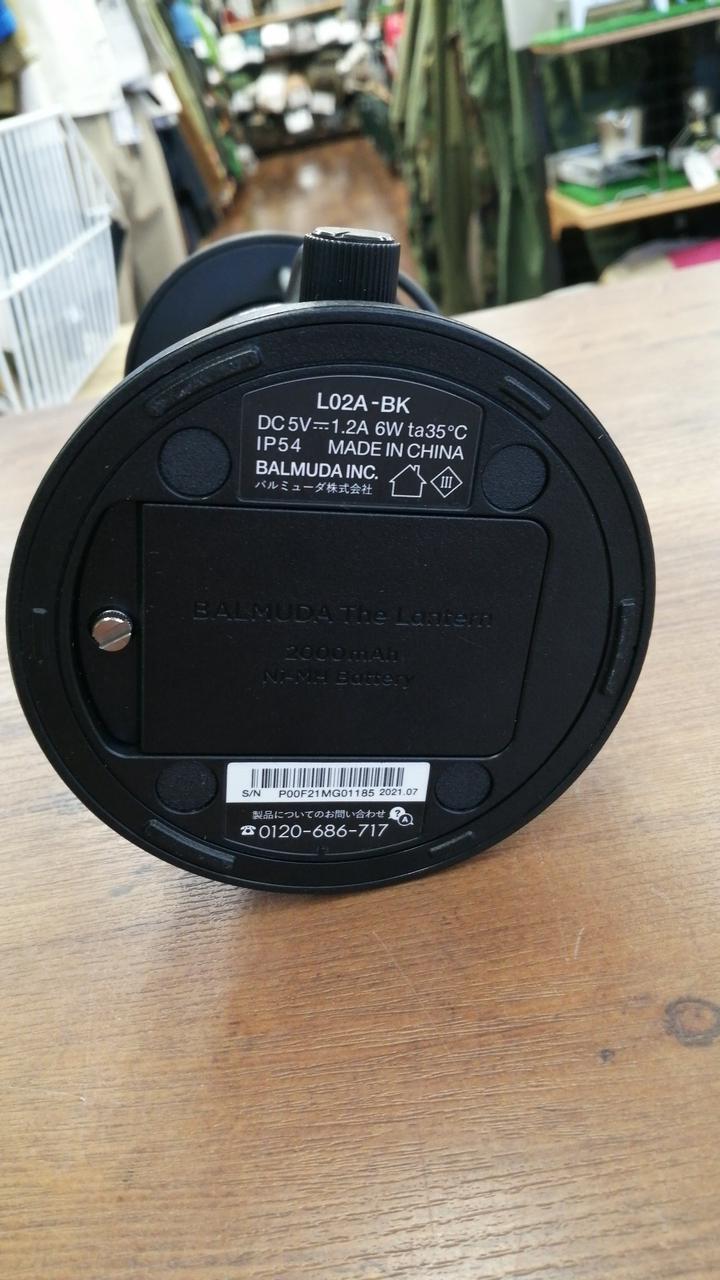 L02A-BK
DC5V⎓1.2A 6W ta35℃
IP54 MADE IN CHINA
BALMUDA INC.
バルミューダ株式会社
III
BALMUDA The Lantern
2000mAh
Ni-MH Battery
S/N P00F21MG01185 2021.07
製品についてのお問い合わせ ? A
☎0120-686-717